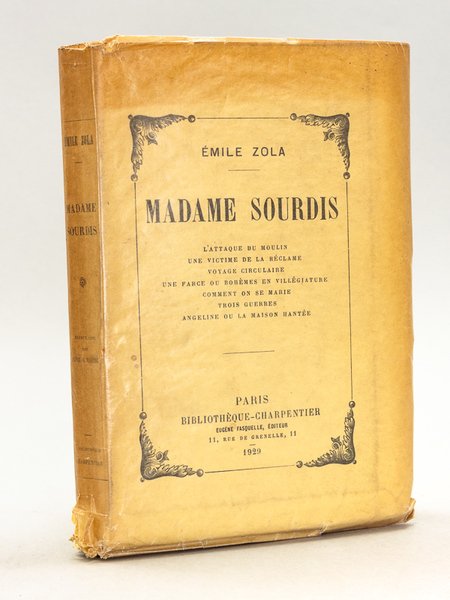 ÉMILE ZOLA
MADAME SOURDIS
L'ATTAQUE DU MOULIN
UNE VICTIME DE LA RÉCLAME
VOYAGE CIRCULAIRE
UNE FARCE OU BOHÈMES EN VILLÉGIATURE
COMMENT ON SE MARIE
TROIS GUERRES
ANGELINE OU LA MAISON HANTÉE
PARIS
BIBLIOTHÈQUE-CHARPENTIER
EUGÈNE FASQUELLE, ÉDITEUR
11, RUE DE GRENELLE, 11
1929
ÉMILE ZOLA
MADAME
SOURDIS